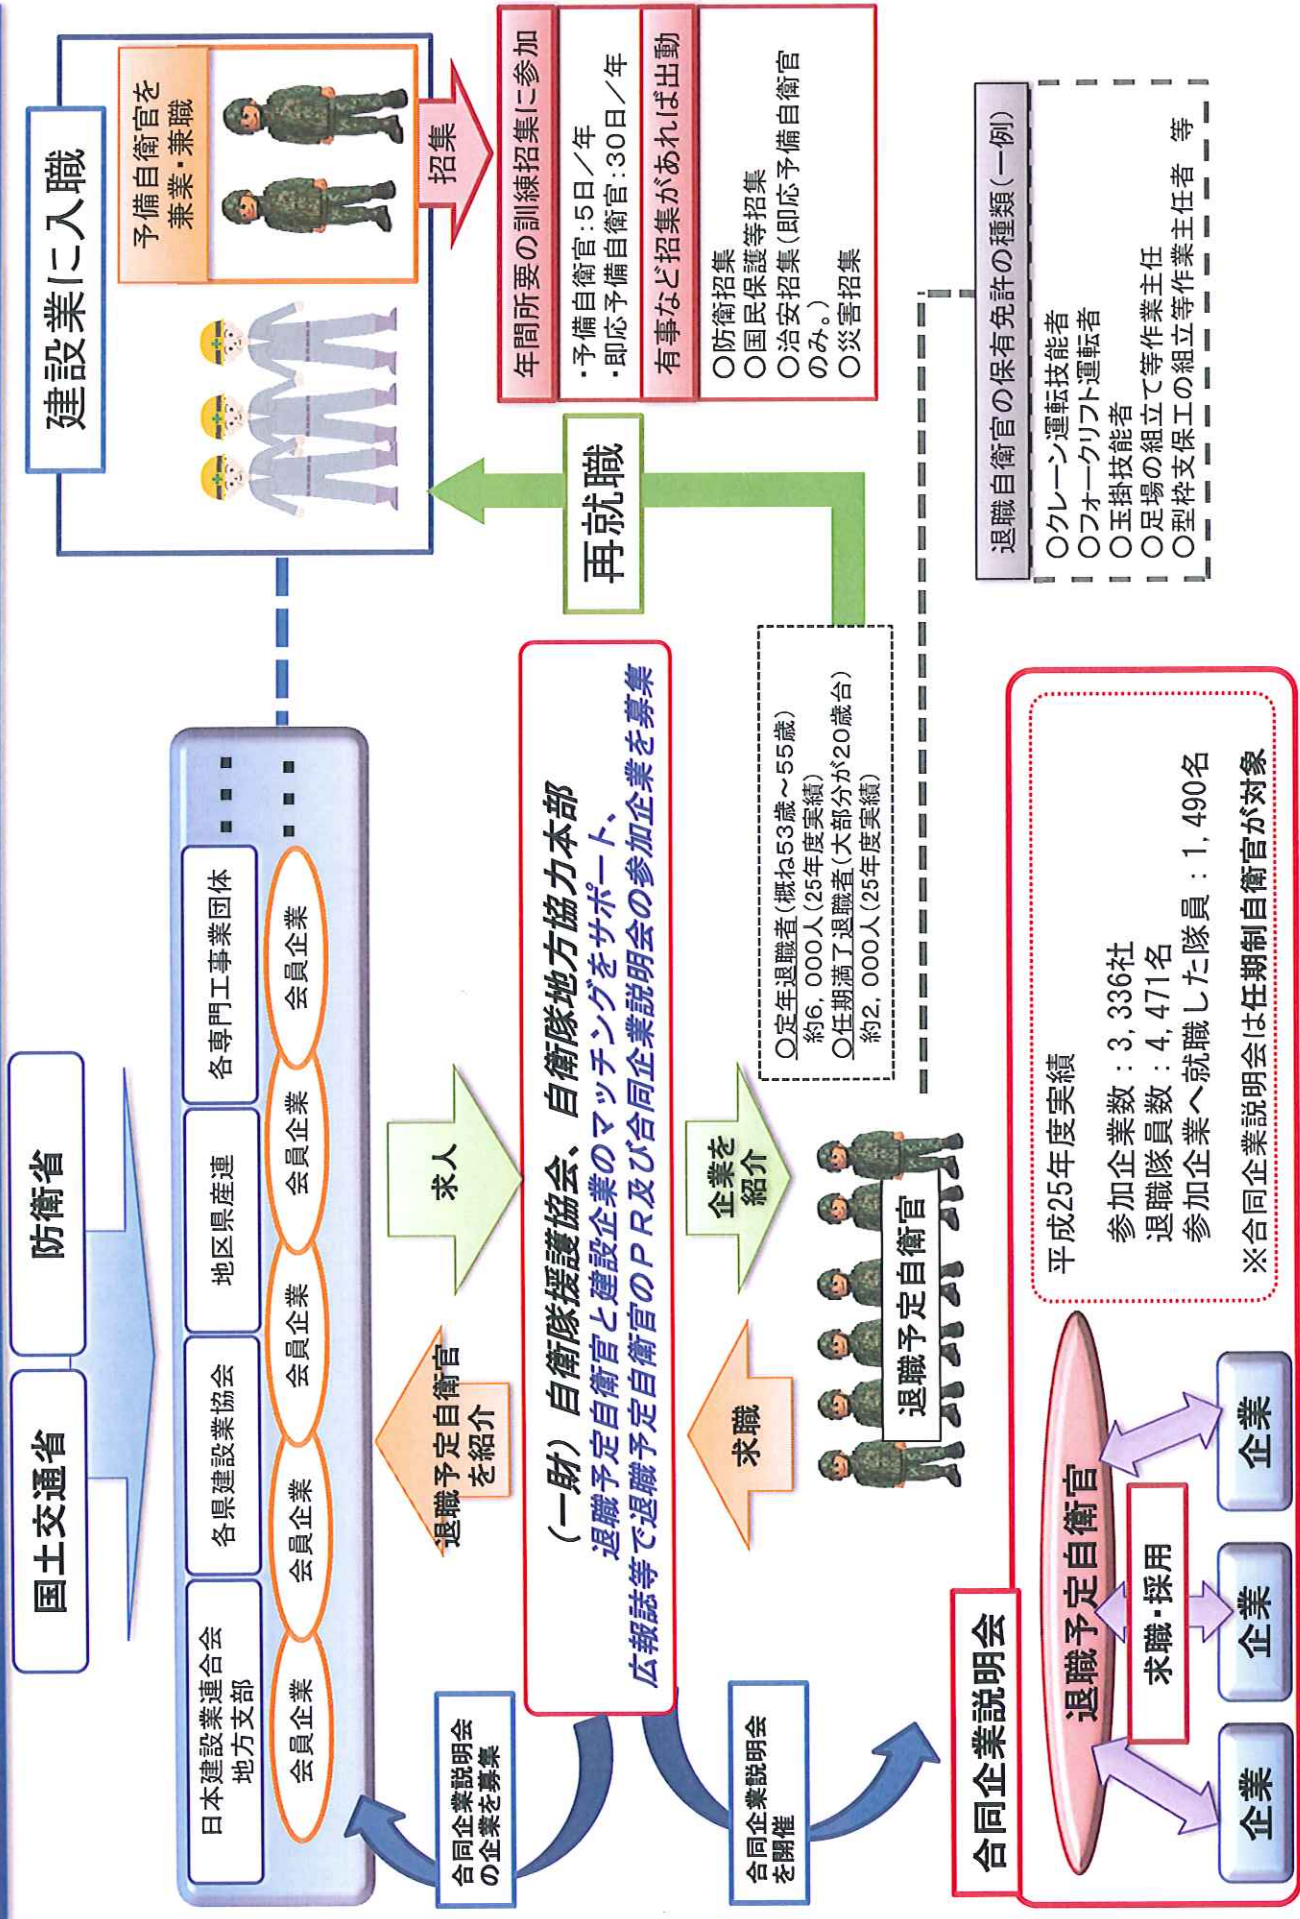 国土交通省
防衛省
日本建設業連合会
地方支部
各県建設業協会
地区県産連
各専門工事業団体
■ ■ ■
会員企業
会員企業
会員企業
会員企業
会員企業
■ ■ ■
建設業に入職
予備自衛官を
兼業・兼職
招集
年間所要の訓練招集に参加
・予備自衛官:5日/年
・即応予備自衛官:30日/年
有事など招集があれば出動
○防衛招集
○国民保護等招集
○治安招集(即応予備自衛官
のみ。)
○災害招集
合同企業説明会
の企業を募集
退職予定自衛官
を紹介
求人
再就職
(一財)自衛隊援護協会、自衛隊地方協力本部
退職予定自衛官と建設企業のマッチングをサポート、
広報誌等で退職予定自衛官のPR及び合同企業説明会の参加企業を募集
合同企業説明会
を開催
求職
企業を
紹介
○定年退職者(概ね53歳~55歳)
約6,000人(25年度実績)
○任期満了退職者(大部分が20歳台)
約2,000人(25年度実績)
退職予定自衛官
退職自衛官の保有免許の種類(一例)
○クレーン運転技能者
○フォークリフト運転者
○玉掛技能者
○足場の組立て等作業主任
○型枠支保工の組立等作業主任者 等
合同企業説明会
退職予定自衛官
求職・採用
企業
企業
企業
平成25年度実績
参加企業数:3,336社
退職隊員数:4,471名
参加企業へ就職した隊員:1,490名
※合同企業説明会は任期制自衛官が対象